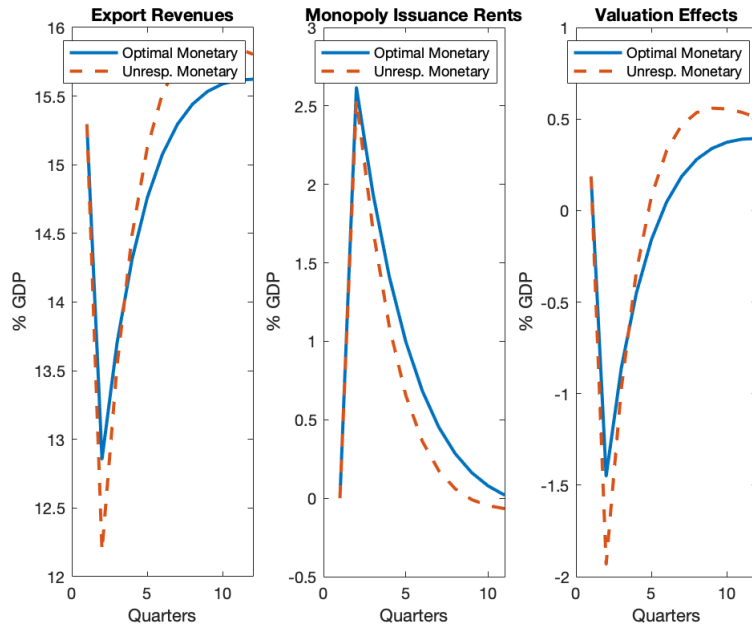 Export Revenues
Optimal Monetary
Unresp. Monetary
16
15.5
15
14.5
14
13.5
13
12.5
12
% GDP
0
5
10
Quarters
Monopoly Issuance Rents
Optimal Monetary
Unresp. Monetary
3
2.5
2
1.5
1
0.5
0
-0.5
% GDP
0
5
10
Quarters
Valuation Effects
Optimal Monetary
Unresp. Monetary
1
0.5
0
-0.5
-1
-1.5
-2
% GDP
0
5
10
Quarters